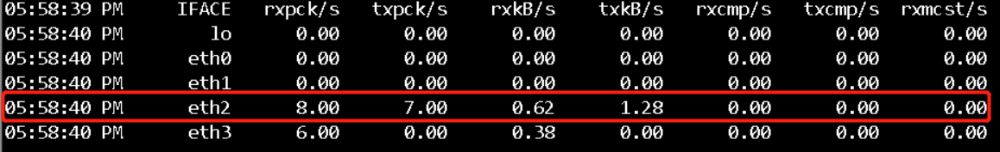 05:58:39 PM IFACE rxpck/s txpck/s rxkB/s txkB/s rxcmp/s txcmp/s rxmcst/s
05:58:40 PM lo 0.00 0.00 0.00 0.00 0.00 0.00 0.00
05:58:40 PM eth0 0.00 0.00 0.00 0.00 0.00 0.00 0.00
05:58:40 PM eth1 0.00 0.00 0.00 0.00 0.00 0.00 0.00
05:58:40 PM eth2 8.00 7.00 0.62 1.28 0.00 0.00 0.00
05:58:40 PM eth3 6.00 0.00 0.38 0.00 0.00 0.00 0.00